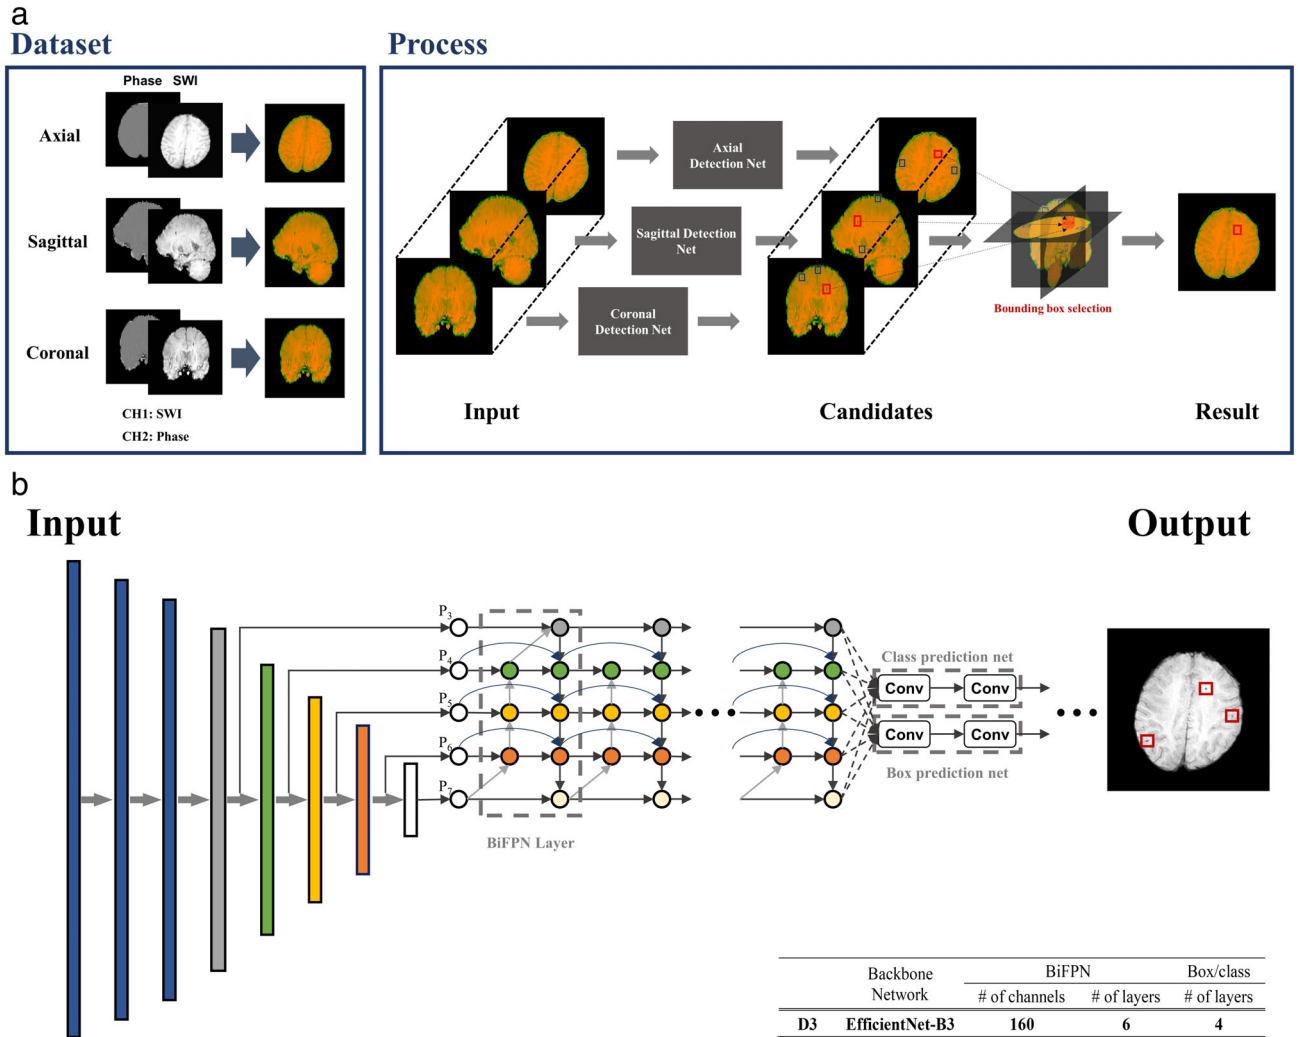 a
Dataset
Process
Phase SWI
Axial
Sagittal
Coronal
CH1: SWI
CH2: Phase
Axial
Detection Net
Sagittal Detection
Net
Coronal
Detection Net
Bounding box selection
Input
Candidates
Result
b
Input
Output
P3
P4
P5
P6
P7
BiFPN Layer
Class prediction net
Conv
Conv
Conv
Conv
Box prediction net
Backbone
Network
BiFPN
Box/class
# of channels
# of layers
# of layers
D3 EfficientNet-B3 160 6 4